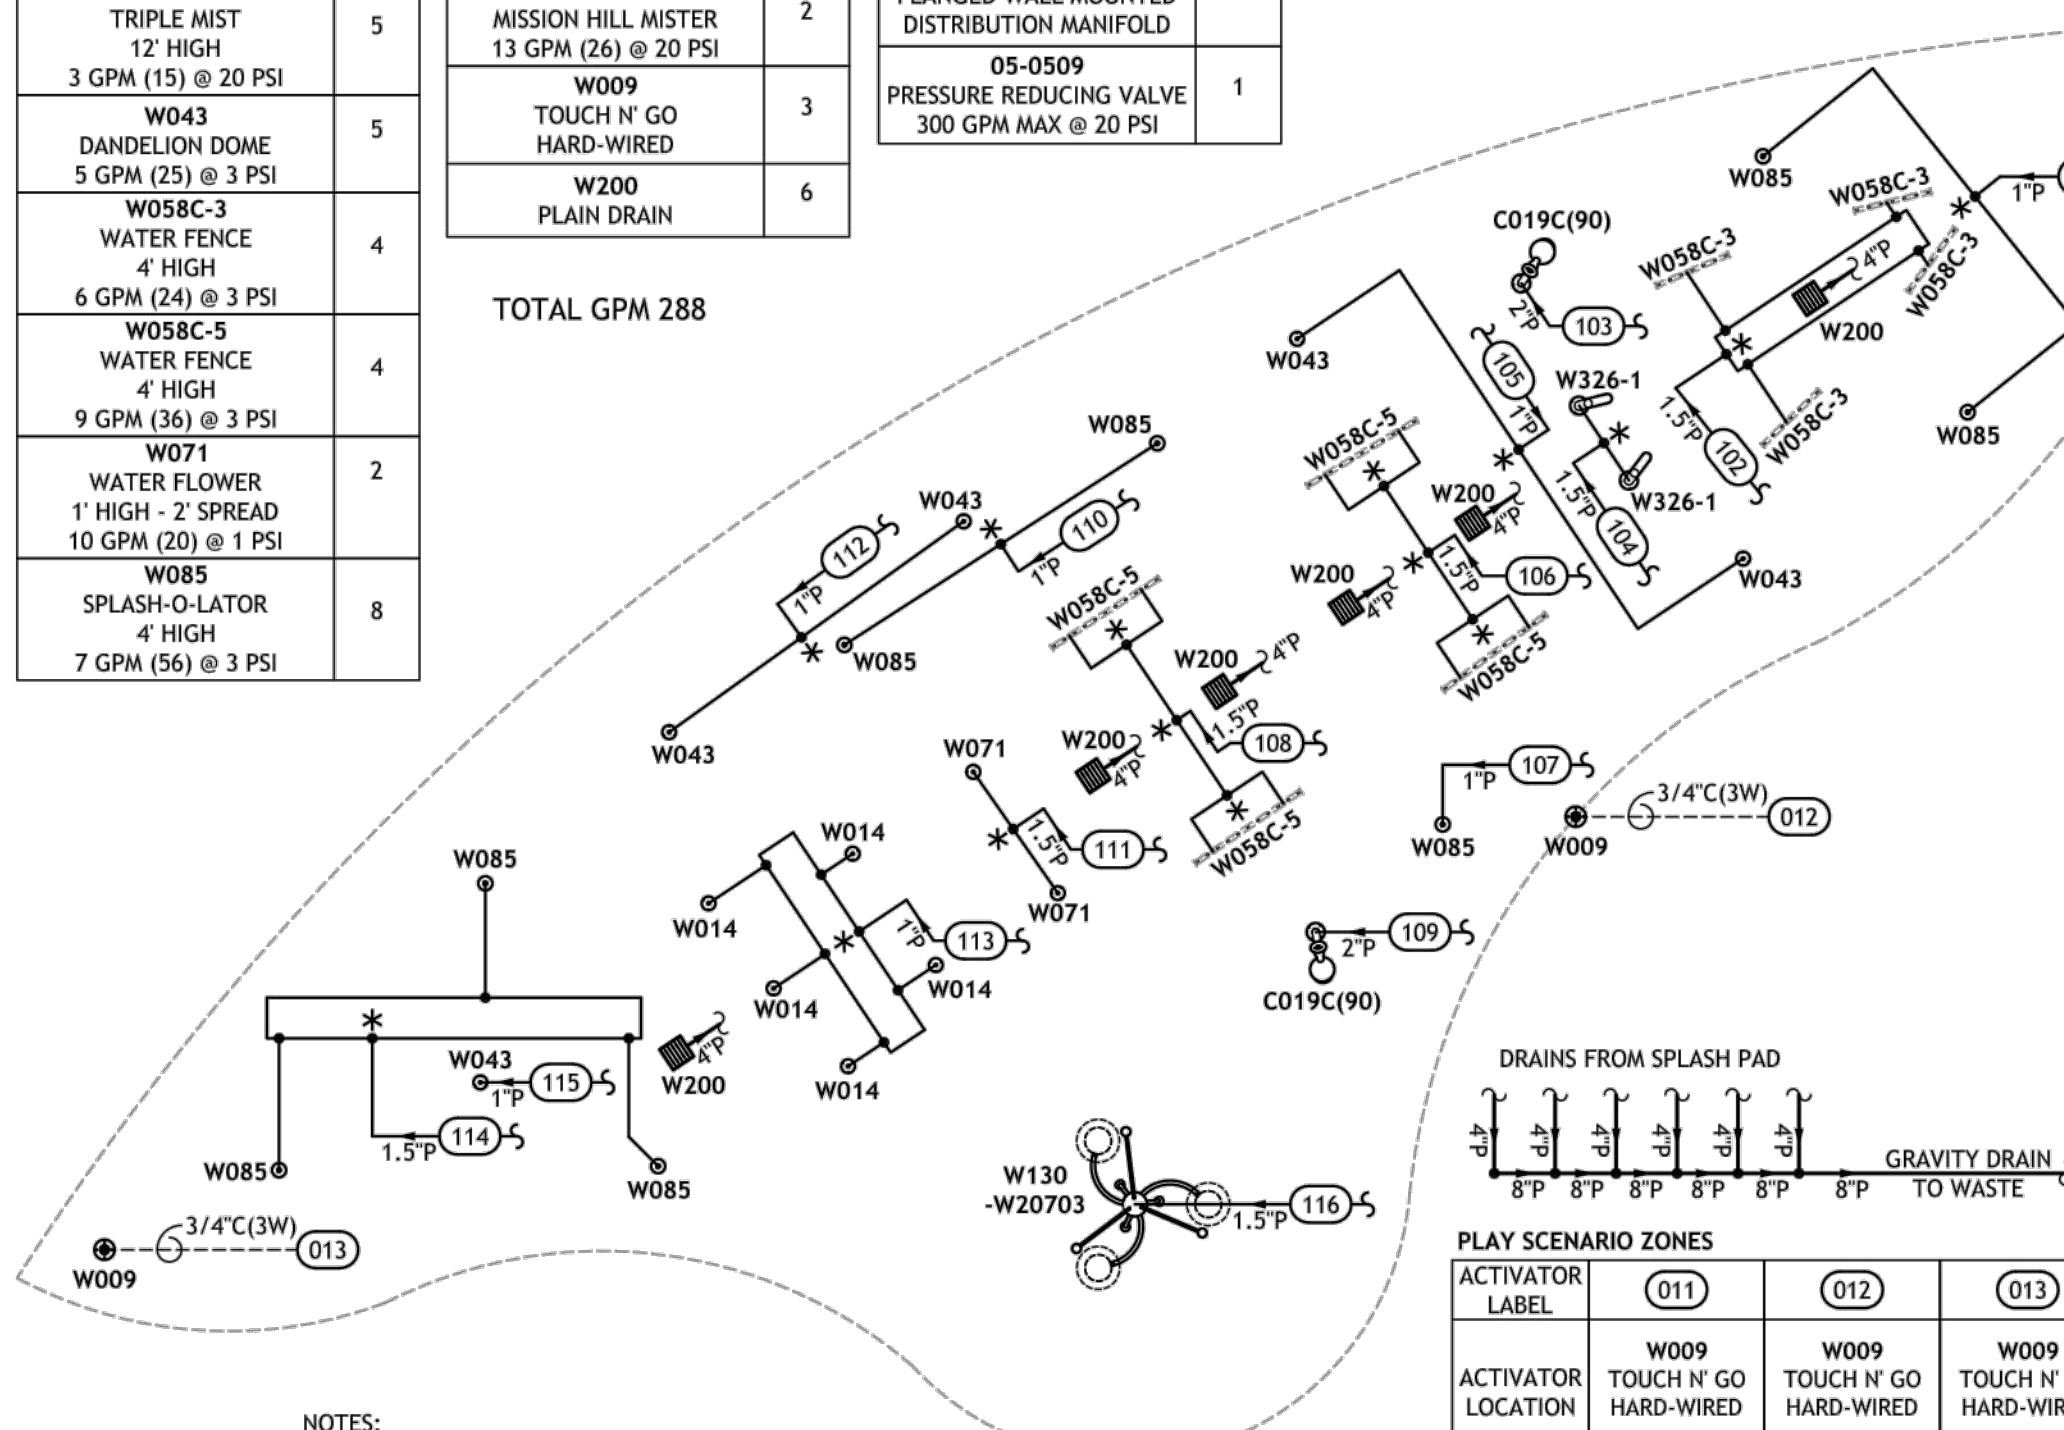 TRIPLE MIST
12' HIGH
3 GPM (15) @ 20 PSI
5
W043
DANDELION DOME
5 GPM (25) @ 3 PSI
5
W058C-3
WATER FENCE
4' HIGH
6 GPM (24) @ 3 PSI
4
W058C-5
WATER FENCE
4' HIGH
9 GPM (36) @ 3 PSI
4
W071
WATER FLOWER
1' HIGH - 2' SPREAD
10 GPM (20) @ 1 PSI
2
W085
SPLASH-O-LATOR
4' HIGH
7 GPM (56) @ 3 PSI
8
MISSION HILL MISTER
13 GPM (26) @ 20 PSI
2
W009
TOUCH N' GO
HARD-WIRED
3
W200
PLAIN DRAIN
6
FLANGED WALL MOUNTED
DISTRIBUTION MANIFOLD
05-0509
PRESSURE REDUCING VALVE
300 GPM MAX @ 20 PSI
1
TOTAL GPM 288
W085
W058C-3
1"P
*
C019C(90)
W058C-3
4"P
W058C-3
2"P
103
W200
*
W043
105
1"P
W326-1
W058C-3
1.5"P
102
W085
W085
W058C-5
*
*
*
W326-1
W043
W200
4"P
1.5"P
104
W043
*
110
1"P
112
1"P
*
W085
W200
4"P
*
1.5"P
106
W043
W058C-5
*
*
W058C-5
W200
4"P
1.5"P
108
*
W200
4"P
W071
*
W058C-5
107
1"P
W085
3/4"C(3W)
012
W009
*
1.5"P
111
W071
W085
W014
W014
*
1"P
113
W014
W014
W014
109
2"P
C019C(90)
*
W043
115
1"P
4"P
W200
114
1.5"P
W085
W085
3/4"C(3W)
013
W009
W130
-W20703
116
1.5"P
DRAINS FROM SPLASH PAD
4"P
4"P
4"P
4"P
4"P
4"P
8"P
8"P
8"P
8"P
8"P
8"P
GRAVITY DRAIN
TO WASTE
PLAY SCENARIO ZONES
ACTIVATOR
LABEL
011
012
013
ACTIVATOR
LOCATION
W009
TOUCH N' GO
HARD-WIRED
W009
TOUCH N' GO
HARD-WIRED
W009
TOUCH N'
HARD-WIR
NOTES: